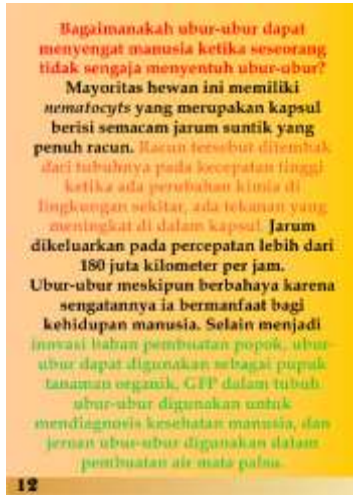 Bagaimanakah ubur-ubur dapat
menyengat manusia ketika seseorang
tidak sengaja menyentuh ubur-ubur?
Mayoritas hewan ini memiliki
nematocyts yang merupakan kapsul
berisi semacam jarum suntik yang
penuh racun. Racun tersebut ditembak
dari tubuhnya pada kecepatan tinggi
ketika ada perubahan kimia di
lingkungan sekitar, ada tekanan yang
meningkat di dalam kapsul. Jarum
dikeluarkan pada percepatan lebih dari
180 juta kilometer per jam.
Ubur-ubur meskipun berbahaya karena
sengatannya ia bermanfaat bagi
kehidupan manusia. Selain menjadi
inovasi bahan pembuatan popok, ubur-
ubur dapat digunakan sebagai pupuk
tanaman organik, GFP dalam tubuh
ubur-ubur digunakan untuk
mendiagnosis kesehatan manusia, dan
jeruan ubur-ubur digunakan dalam
pembuatan air mata palsu.
12